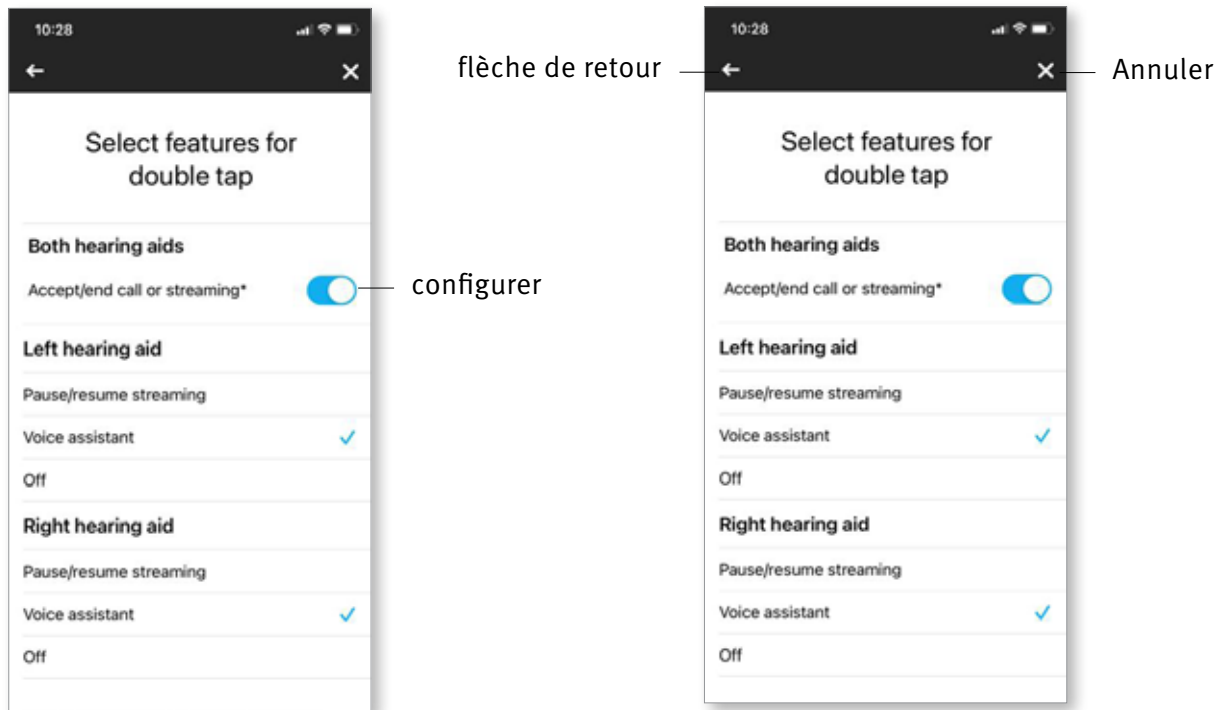 10:28
Select features for
double tap
Both hearing aids
Accept/end call or streaming*
configurer
Left hearing aid
Pause/resume streaming
Voice assistant
Off
Right hearing aid
Pause/resume streaming
Voice assistant
Off
10:28
flèche de retour
Annuler
Select features for
double tap
Both hearing aids
Accept/end call or streaming*
Left hearing aid
Pause/resume streaming
Voice assistant
Off
Right hearing aid
Pause/resume streaming
Voice assistant
Off